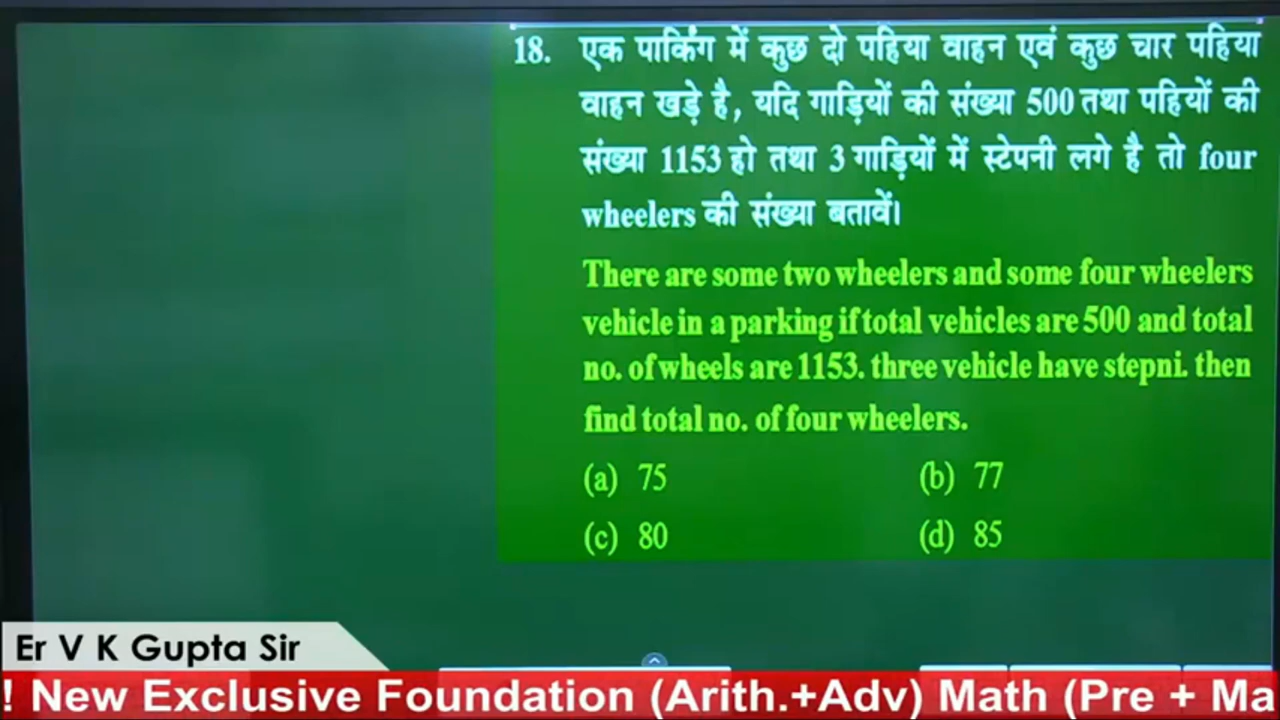 18. एक पार्किंग में कुछ दो पहिया वाहन एवं कुछ चार पहिया
वाहन खड़े है, यदि गाड़ियों की संख्या 500 तथा पहियों की
संख्या 1153 हो तथा 3 गाड़ियों में स्टेपनी लगे है तो four
wheelers की संख्या बतावें।
There are some two wheelers and some four wheelers
vehicle in a parking if total vehicles are 500 and total
no. of wheels are 1153. three vehicle have stepni. then
find total no. of four wheelers.
(a) 75 (b) 77
(c) 80 (d) 85
Er V K Gupta Sir
! New Exclusive Foundation (Arith.+Adv) Math (Pre + Ma